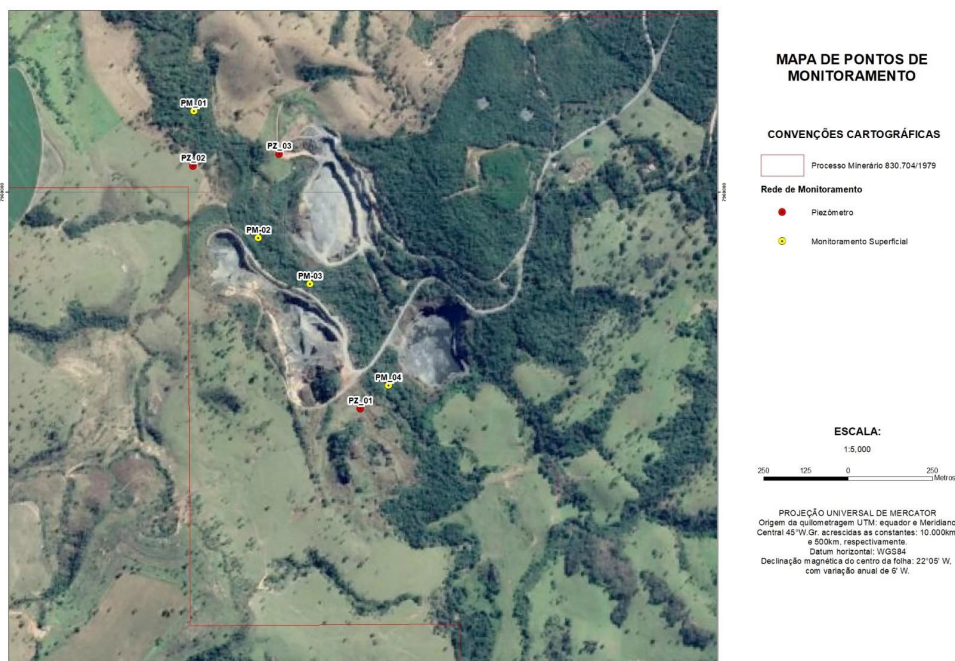 MAPA DE PONTOS DE
MONITORAMENTO
CONVENÇÕES CARTOGRÁFICAS
Processo Minerário 830.704/1979
Rede de Monitoramento
Piezômetro
Monitoramento Superficial
PM_01
PZ_02
PZ_03
PM-02
PM-03
PM_04
PZ_01
ESCALA:
1:5,000
250 125 0 250
Metros
PROJEÇÃO UNIVERSAL DE MERCATOR
Origem da quilometragem UTM: equador e Meridiano
Central 45°W.Gr. acrescidas as constantes: 10.000km
e 500km, respectivamente.
Datum horizontal: WGS84
Declinação magnética do centro da folha: 22°05' W,
com variação anual de 6' W.